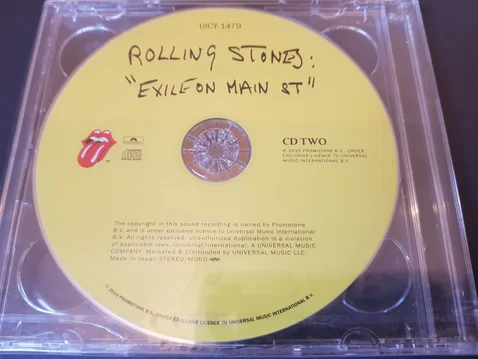 UICY-1479
ROLLING STONES:
"EXILE ON MAIN ST"
CD TWO
℗ 2010 PROMOTONE B.V., UNDER
EXCLUSIVE LICENCE TO UNIVERSAL
MUSIC INTERNATIONAL B.V.
The copyright in this sound recording is owned by Promotone
B.V. and is under exclusive licence to Universal Music International
B.V. All rights reserved. Unauthorized duplication is a violation
of applicable laws. Universal International, A UNIVERSAL MUSIC
COMPANY. Marketed & Distributed by UNIVERSAL MUSIC LLC
Made in Japan STEREO/MONO
℗ 2010 PROMOTONE B.V., UNDER EXCLUSIVE LICENCE TO UNIVERSAL MUSIC INTERNATIONAL B.V.